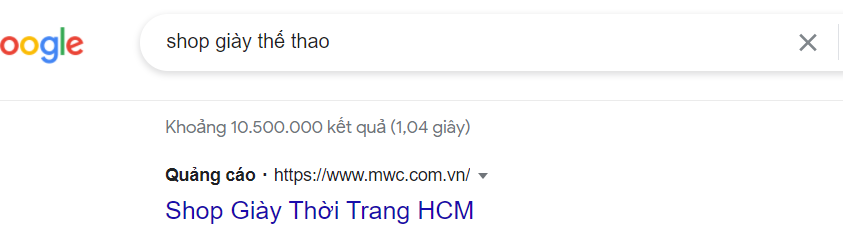 oogle
shop giày thế thao
Khoảng 10.500.000 kết quả (1,04 giây)
Quảng cáo · https://www.mwc.com.vn/
Shop Giày Thời Trang HCM